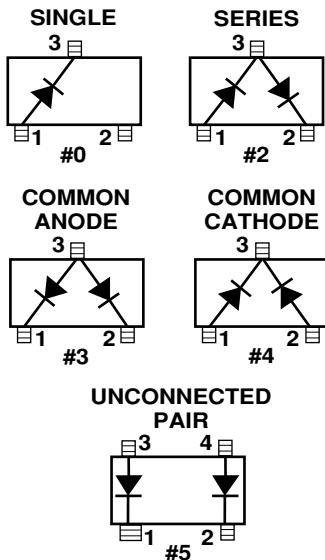 SINGLE
3
1 2
#0
SERIES
3
1 2
#2
COMMON
ANODE
3
1 2
#3
COMMON
CATHODE
3
1 2
#4
UNCONNECTED
PAIR
3 4
1 2
#5